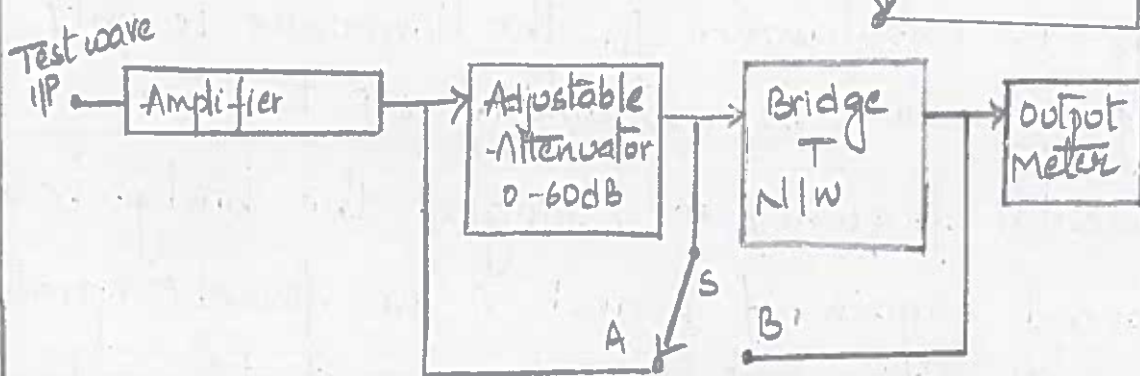 Test wave
I/P
Amplifier
Adjustable
Attenuator
0-60dB
Bridge
T
N/W
Output
Meter
S
A
B